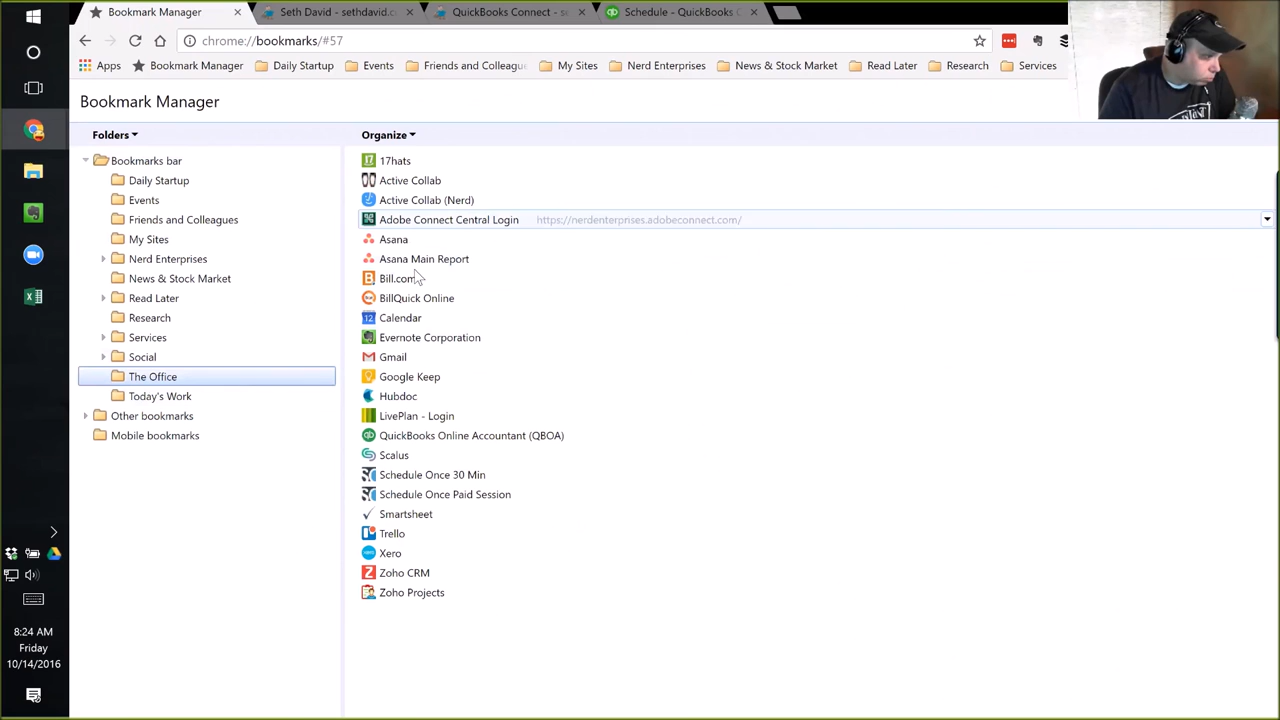 Bookmark Manager
Seth David - sethdavid.c
QuickBooks Connect - se
Schedule - QuickBooks C
chrome://bookmarks/#57
Apps
Bookmark Manager
Daily Startup
Events
Friends and Colleague
My Sites
Nerd Enterprises
News & Stock Market
Read Later
Research
Services
Bookmark Manager
Folders
Organize
Bookmarks bar
Daily Startup
Events
Friends and Colleagues
My Sites
Nerd Enterprises
News & Stock Market
Read Later
Research
Services
Social
The Office
Today's Work
Other bookmarks
Mobile bookmarks
17hats
Active Collab
Active Collab (Nerd)
Adobe Connect Central Login https://nerdenterprises.adobeconnect.com/
Asana
Asana Main Report
Bill.com
BillQuick Online
Calendar
Evernote Corporation
Gmail
Google Keep
Hubdoc
LivePlan - Login
QuickBooks Online Accountant (QBOA)
Scalus
Schedule Once 30 Min
Schedule Once Paid Session
Smartsheet
Trello
Xero
Zoho CRM
Zoho Projects
8:24 AM
Friday
10/14/2016